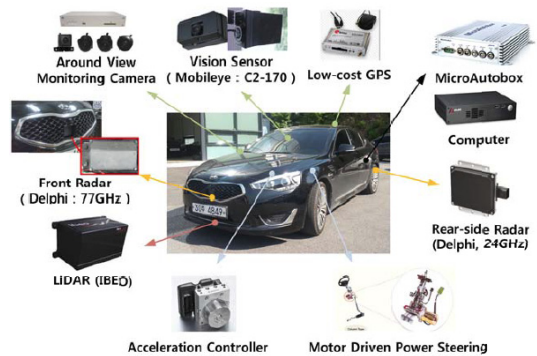 Around View
Monitoring Camera
Vision Sensor
( Mobileye : C2-170 )
Low-cost GPS
MicroAutobox
Computer
Front Radar
( Delphi : 77GHz )
Rear-side Radar
(Delphi, 24GHz)
LiDAR (IBEO)
Acceleration Controller
Motor Driven Power Steering